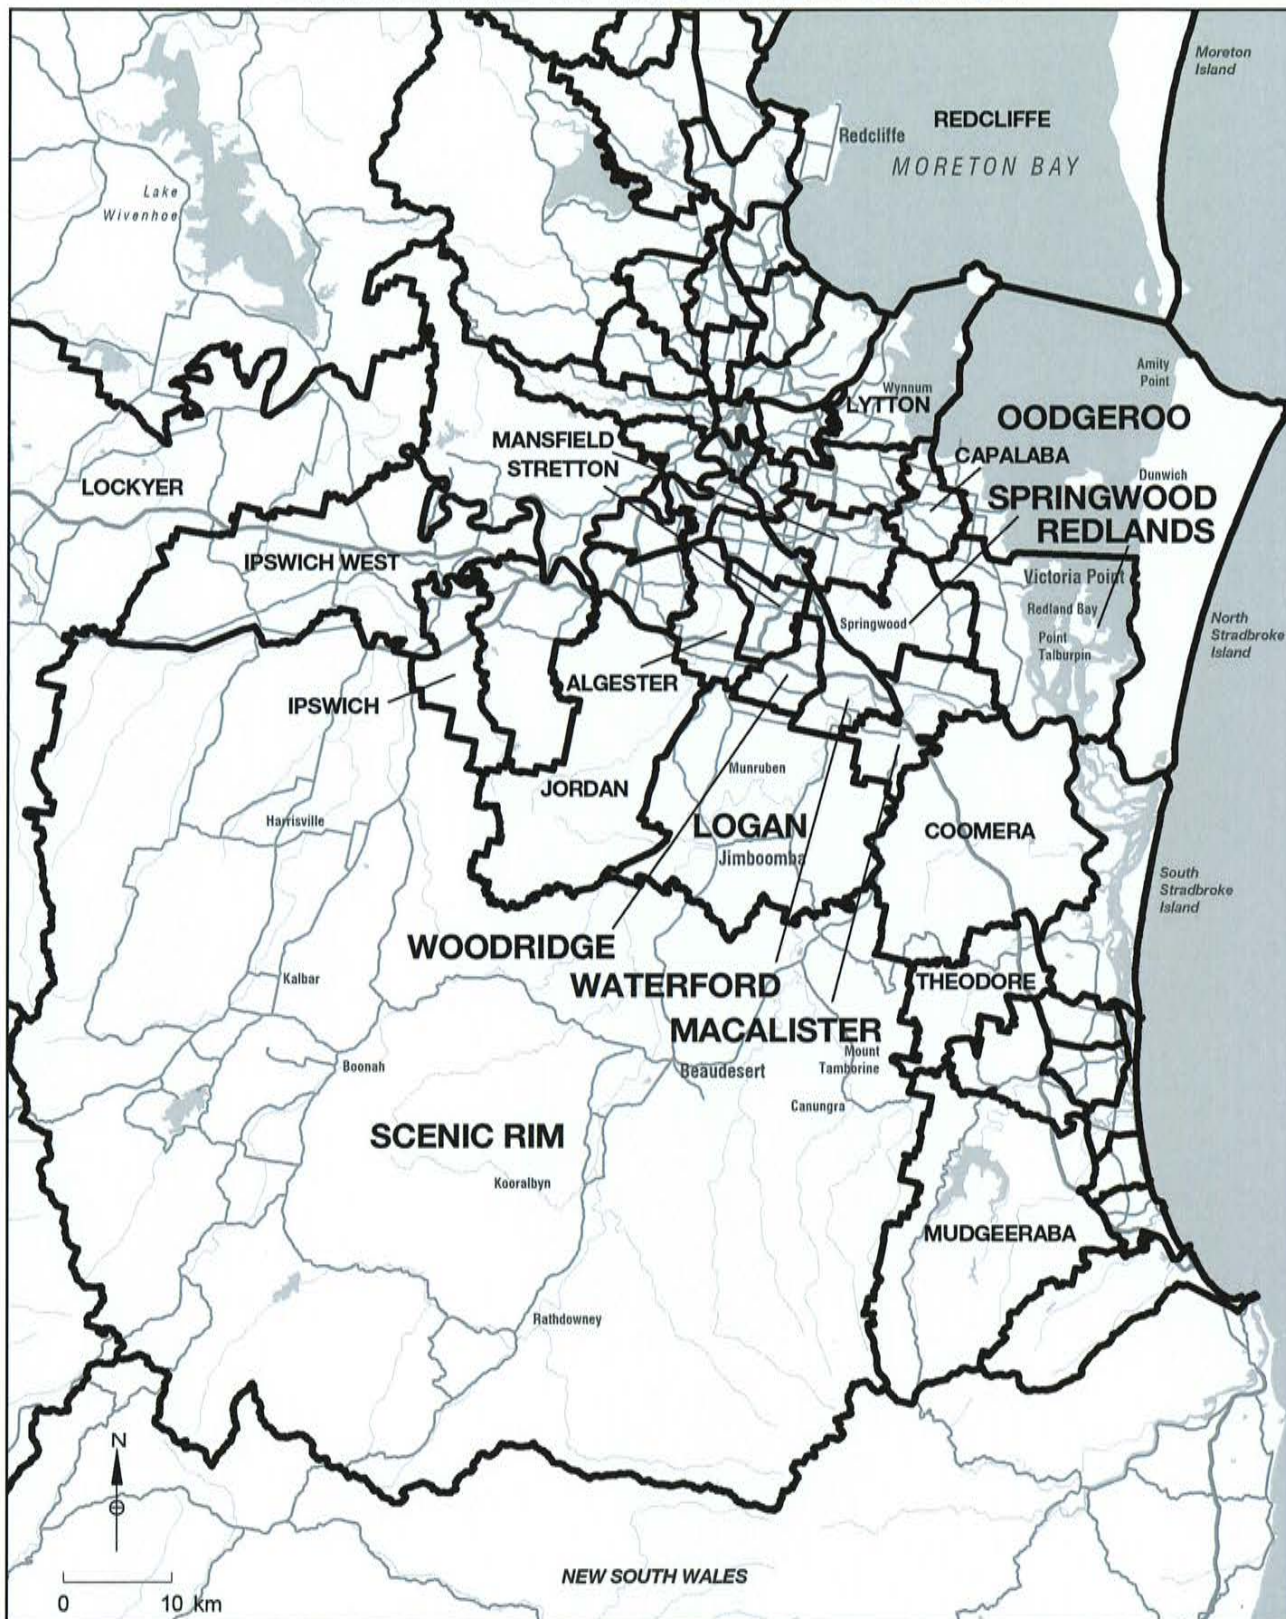 Moreton
Island
REDCLIFFE
Redcliffe
MORETON BAY
Lake
Wivenhoe
Amity
Point
Wynnum
LYTTON
OODGEROO
MANSFIELD
CAPALABA
STRETTON
Dunwich
LOCKYER
SPRINGWOOD
REDLANDS
IPSWICH WEST
Victoria Point
Redland Bay
Springwood
North
Stradbroke
Island
Point
Talburpin
ALGESTER
IPSWICH
Munruben
JORDAN
Harrisville
LOGAN
COOMERA
Jimboomba
South
Stradbroke
Island
WOODRIDGE
Kalbar
WATERFORD
THEODORE
MACALISTER
Mount
Tamborine
Boonah
Beaudesert
Canungra
SCENIC RIM
Kooralbyn
MUDGEERABA
Rathdowney
N
NEW SOUTH WALES
0 10 km